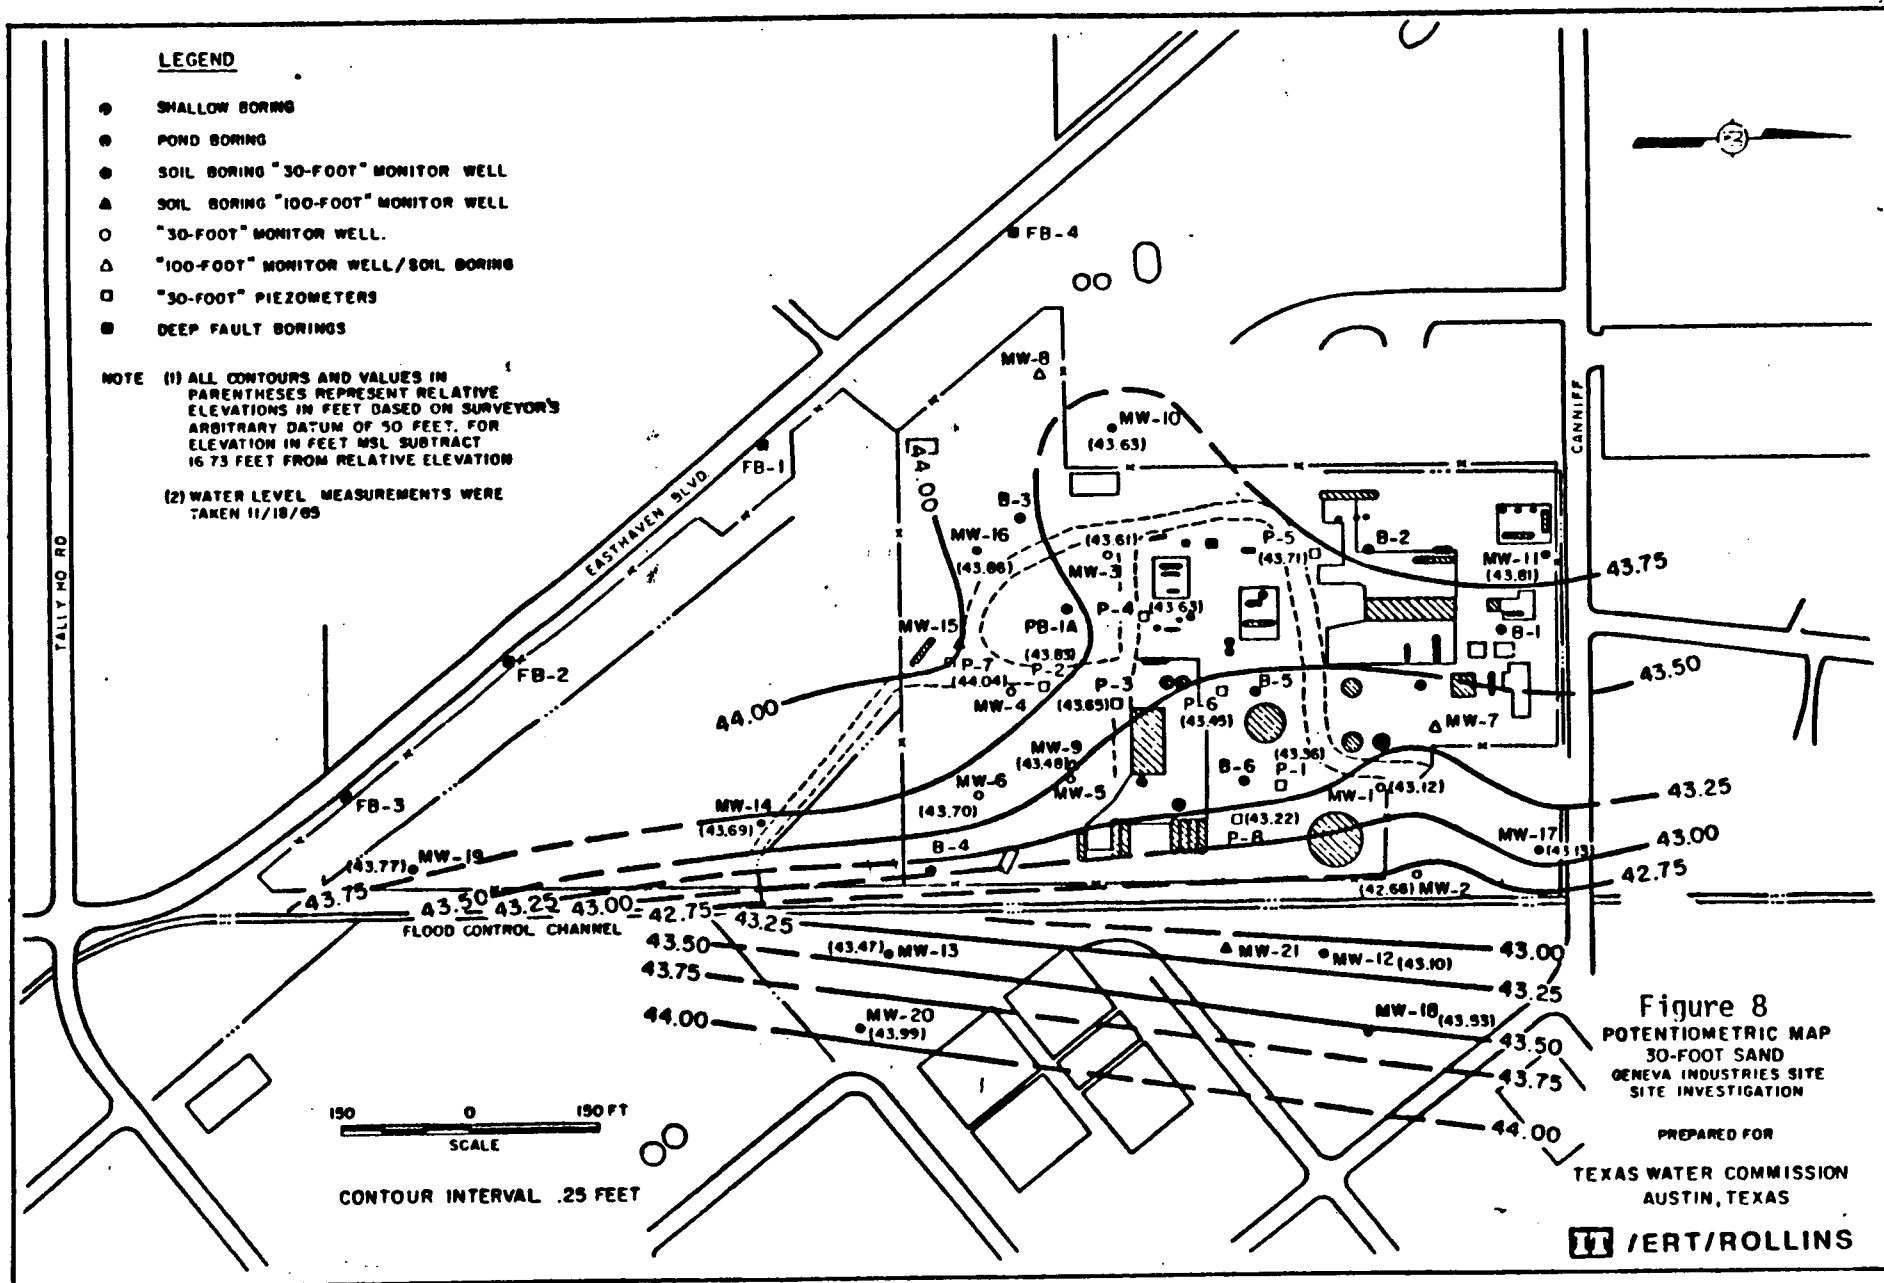 LEGEND
SHALLOW BORING
POND BORING
SOIL BORING "30-FOOT" MONITOR WELL
SOIL BORING "100-FOOT" MONITOR WELL
"30-FOOT" MONITOR WELL.
"100-FOOT" MONITOR WELL/SOIL BORING
"30-FOOT" PIEZOMETERS
DEEP FAULT BORINGS
NOTE (1) ALL CONTOURS AND VALUES IN
PARENTHESES REPRESENT RELATIVE
ELEVATIONS IN FEET BASED ON SURVEYOR'S
ARBITRARY DATUM OF 50 FEET. FOR
ELEVATION IN FEET MSL SUBTRACT
16.73 FEET FROM RELATIVE ELEVATION
(2) WATER LEVEL MEASUREMENTS WERE
TAKEN 11/18/85
TALLY HO RD
EASTHAVEN BLVD.
CANNIFF
FB-4
FB-1
FB-2
FB-3
MW-8
MW-10
(43.63)
44.00
B-3
MW-16
(43.86)
(43.61)
MW-3
P-5
(43.71)
B-2
MW-11
(43.81)
43.75
P-4
(43.63)
MW-15
PB-1A
(43.83)
B-1
P-7
(44.04)
P-2
MW-4
P-3
(43.65)
P-6
(43.45)
B-5
43.50
MW-7
44.00
MW-9
(43.48)
MW-5
MW-6
(43.70)
B-6
(43.36)
P-1
MW-1
(43.12)
43.25
MW-14
(43.69)
(43.22)
P-8
MW-17
43.00
B-4
(43.77)
MW-19
(42.66) MW-2
42.75
43.75
43.50
43.25
43.00
42.75
43.25
FLOOD CONTROL CHANNEL
43.50
(43.47) MW-13
MW-21
MW-12 (43.10)
43.00
43.75
43.25
44.00
MW-20
(43.99)
MW-18 (43.53)
43.50
43.75
44.00
150 0 150 FT
SCALE
CONTOUR INTERVAL .25 FEET
Figure 8
POTENTIOMETRIC MAP
30-FOOT SAND
GENEVA INDUSTRIES SITE
SITE INVESTIGATION
PREPARED FOR
TEXAS WATER COMMISSION
AUSTIN, TEXAS
IT /ERT/ROLLINS